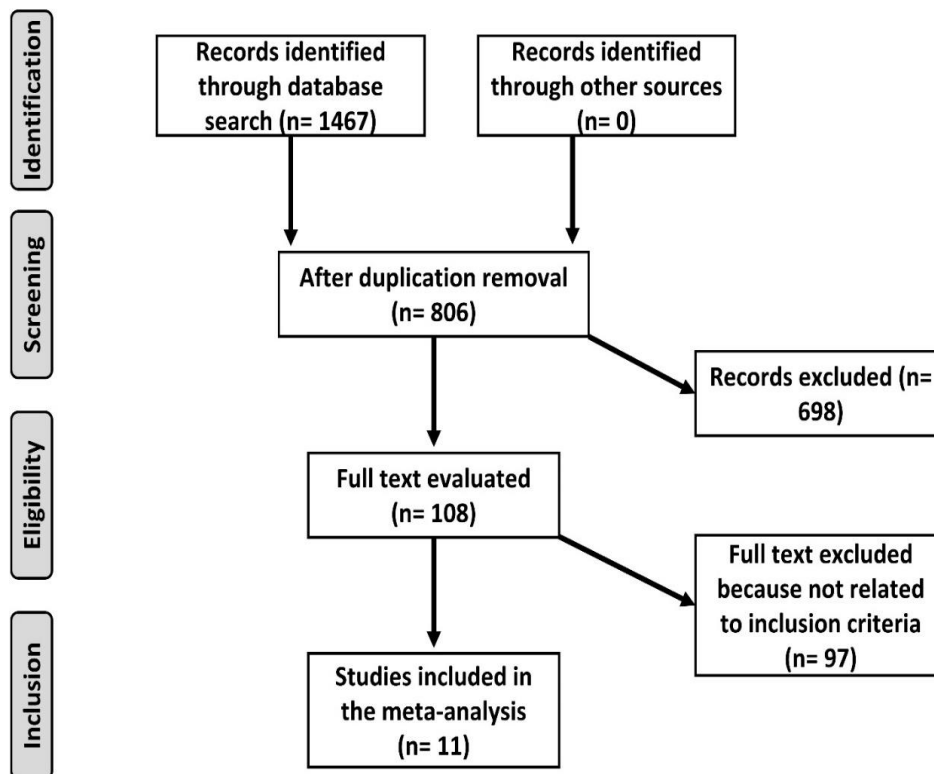 Identification
Records identified
through database
search (n= 1467)
Records identified
through other sources
(n= 0)
Screening
After duplication removal
(n= 806)
Records excluded (n=
698)
Eligibility
Full text evaluated
(n= 108)
Full text excluded
because not related
to inclusion criteria
(n= 97)
Inclusion
Studies included in
the meta-analysis
(n= 11)